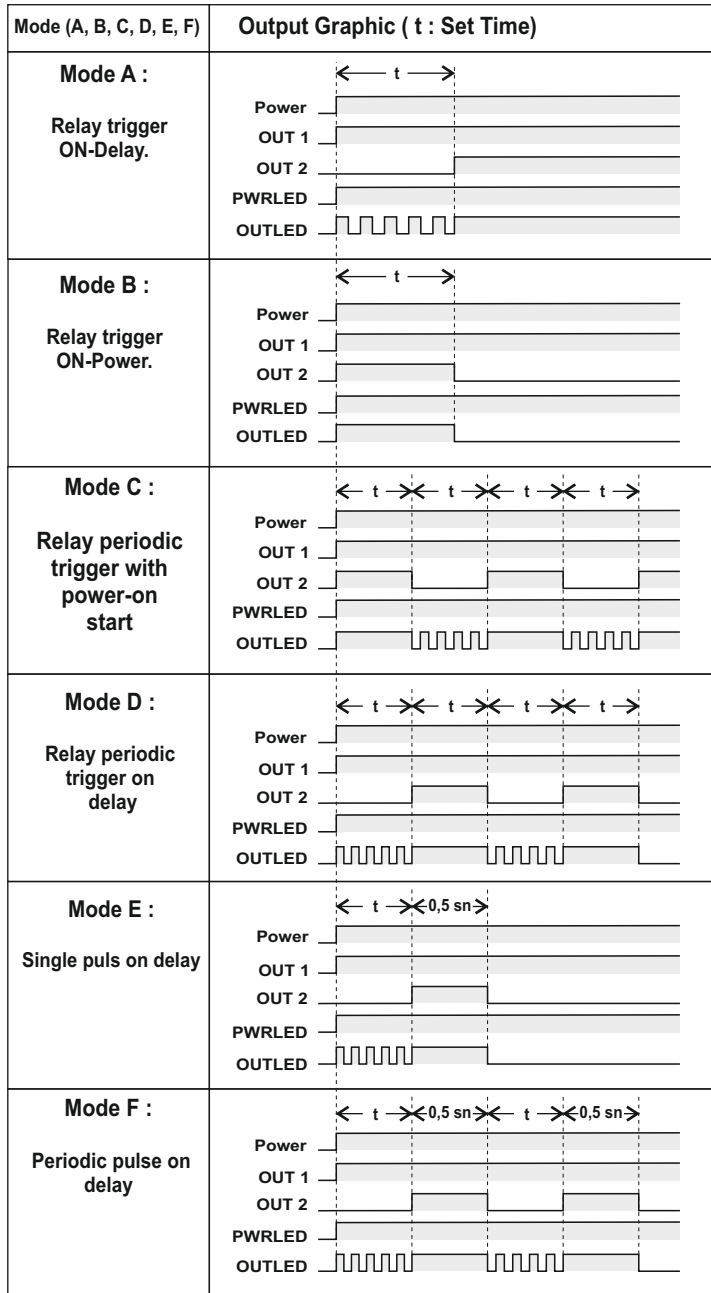 Mode (A, B, C, D, E, F)
Output Graphic ( t : Set Time)
Mode A :
Relay trigger
ON-Delay.
t
Power
OUT 1
OUT 2
PWRLED
OUTLED
Mode B :
Relay trigger
ON-Power.
t
Power
OUT 1
OUT 2
PWRLED
OUTLED
Mode C :
Relay periodic
trigger with
power-on
start
t t t t
Power
OUT 1
OUT 2
PWRLED
OUTLED
Mode D :
Relay periodic
trigger on
delay
t t t t
Power
OUT 1
OUT 2
PWRLED
OUTLED
Mode E :
Single puls on delay
t 0,5 sn
Power
OUT 1
OUT 2
PWRLED
OUTLED
Mode F :
Periodic pulse on
delay
t 0,5 sn t 0,5 sn
Power
OUT 1
OUT 2
PWRLED
OUTLED